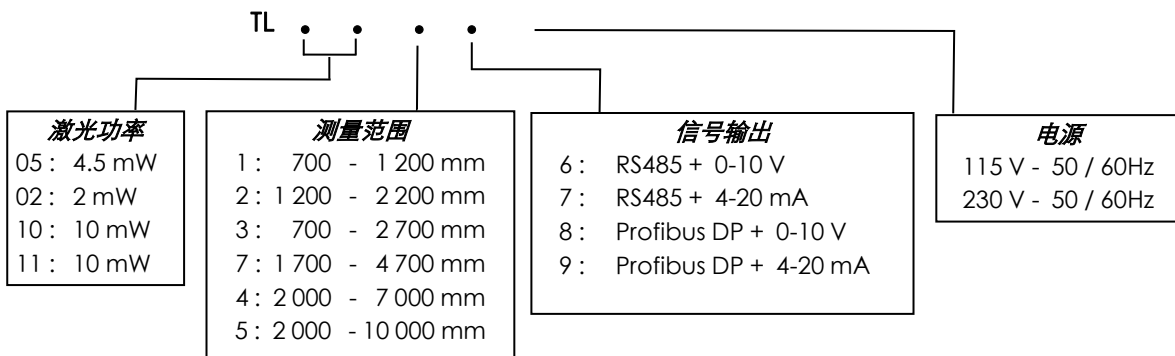 TL • • • •
激光功率
05 : 4.5 mW
02 : 2 mW
10 : 10 mW
11 : 10 mW
测量范围
1 : 700 - 1 200 mm
2 : 1 200 - 2 200 mm
3 : 700 - 2 700 mm
7 : 1 700 - 4 700 mm
4 : 2 000 - 7 000 mm
5 : 2 000 - 10 000 mm
信号输出
6 : RS485 + 0-10 V
7 : RS485 + 4-20 mA
8 : Profibus DP + 0-10 V
9 : Profibus DP + 4-20 mA
电源
115 V - 50 / 60Hz
230 V - 50 / 60Hz